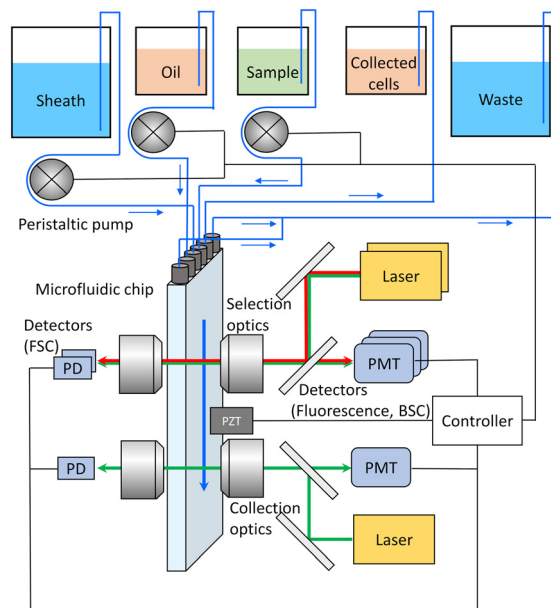 Sheath
Oil
Sample
Collected
cells
Waste
Peristaltic pump
Microfluidic chip
Selection
optics
Laser
Detectors
(FSC)
PD
PMT
Detectors
(Fluorescence, BSC)
Controller
PZT
PD
PMT
Collection
optics
Laser